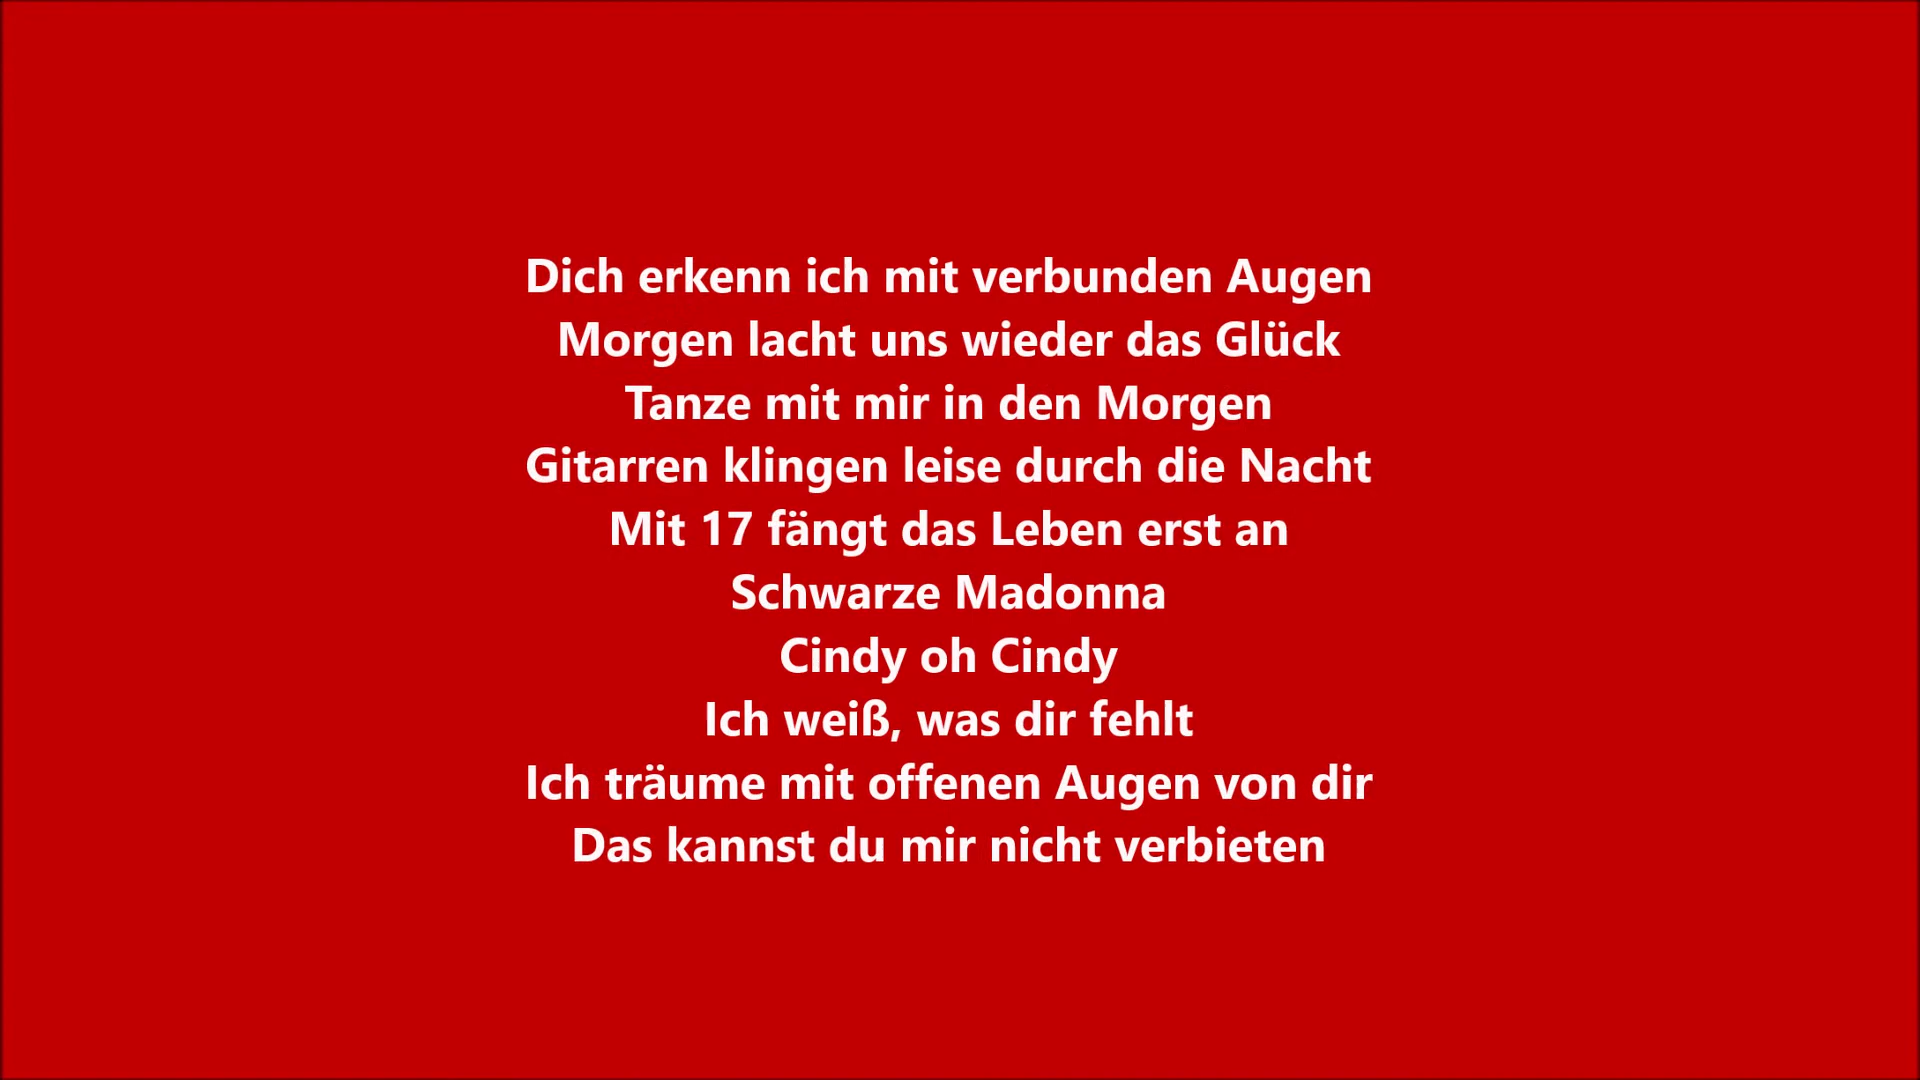 Dich erkenn ich mit verbunden Augen
Morgen lacht uns wieder das Glück
Tanze mit mir in den Morgen
Gitarren klingen leise durch die Nacht
Mit 17 fängt das Leben erst an
Schwarze Madonna
Cindy oh Cindy
Ich weiß, was dir fehlt
Ich träume mit offenen Augen von dir
Das kannst du mir nicht verbieten